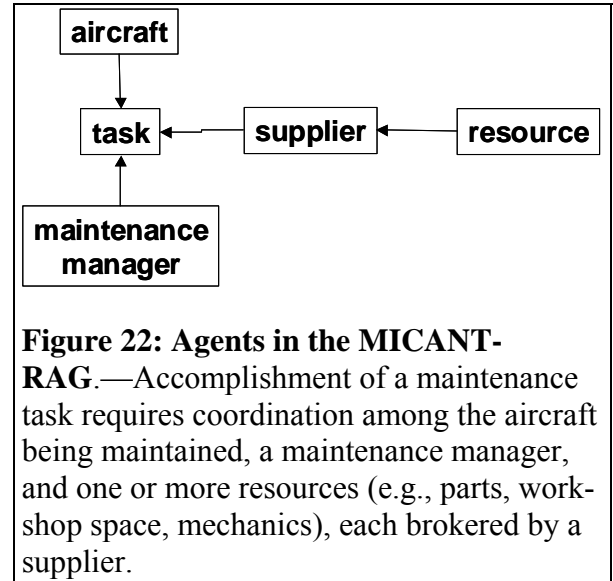 aircraft
task
supplier
resource
maintenance
manager
Figure 22: Agents in the MICANT-
RAG.—Accomplishment of a maintenance
task requires coordination among the aircraft
being maintained, a maintenance manager,
and one or more resources (e.g., parts, work-
shop space, mechanics), each brokered by a
supplier.